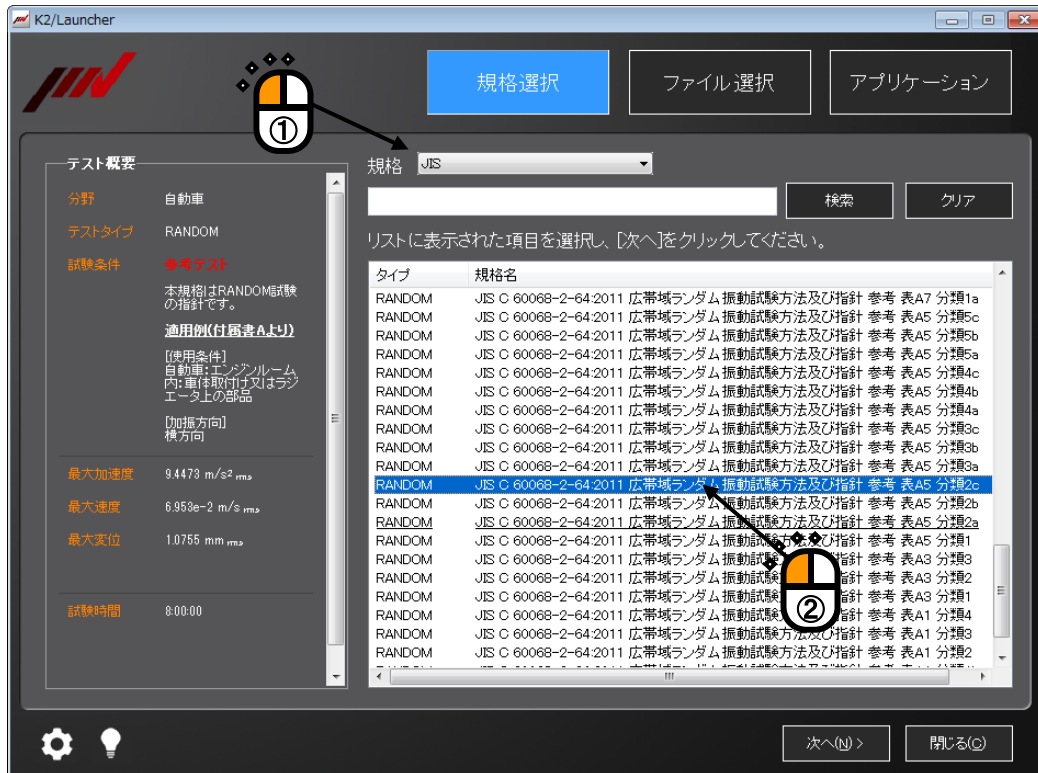 K2/Launcher
規格選択
ファイル選択
アプリケーション
①
規格 JIS
検索
クリア
リストに表示された項目を選択し、[次へ]をクリックしてください。
テスト概要
分野 自動車
テストタイプ RANDOM
試験条件 参考テスト
本規格はRANDOM試験
の指針です。
適用例(付属書Aより)
[使用条件]
自動車:エンジンルーム
内:車体取付け又はラジ
エータ上の部品
[加振方向]
横方向
最大加速度 9.4473 m/s² rms
最大速度 6.953e-2 m/s rms
最大変位 1.0755 mm rms
試験時間 8:00:00
タイプ 規格名
RANDOM JIS C 60068-2-64:2011 広帯域ランダム振動試験方法及び指針 参考 表A7 分類1a
RANDOM JIS C 60068-2-64:2011 広帯域ランダム振動試験方法及び指針 参考 表A5 分類5c
RANDOM JIS C 60068-2-64:2011 広帯域ランダム振動試験方法及び指針 参考 表A5 分類5b
RANDOM JIS C 60068-2-64:2011 広帯域ランダム振動試験方法及び指針 参考 表A5 分類5a
RANDOM JIS C 60068-2-64:2011 広帯域ランダム振動試験方法及び指針 参考 表A5 分類4c
RANDOM JIS C 60068-2-64:2011 広帯域ランダム振動試験方法及び指針 参考 表A5 分類4b
RANDOM JIS C 60068-2-64:2011 広帯域ランダム振動試験方法及び指針 参考 表A5 分類4a
RANDOM JIS C 60068-2-64:2011 広帯域ランダム振動試験方法及び指針 参考 表A5 分類3c
RANDOM JIS C 60068-2-64:2011 広帯域ランダム振動試験方法及び指針 参考 表A5 分類3b
RANDOM JIS C 60068-2-64:2011 広帯域ランダム振動試験方法及び指針 参考 表A5 分類3a
RANDOM JIS C 60068-2-64:2011 広帯域ランダム振動試験方法及び指針 参考 表A5 分類2c
RANDOM JIS C 60068-2-64:2011 広帯域ランダム振動試験方法及び指針 参考 表A5 分類2b
RANDOM JIS C 60068-2-64:2011 広帯域ランダム振動試験方法及び指針 参考 表A5 分類2a
RANDOM JIS C 60068-2-64:2011 広帯域ランダム振動試験方法及び指針 参考 表A5 分類1
RANDOM JIS C 60068-2-64:2011 広帯域ランダム振動試験 指針 参考 表A3 分類3
RANDOM JIS C 60068-2-64:2011 広帯域ランダム振動試験 指針 参考 表A3 分類2
RANDOM JIS C 60068-2-64:2011 広帯域ランダム振動試験 指針 参考 表A3 分類1
RANDOM JIS C 60068-2-64:2011 広帯域ランダム振動試験 指針 参考 表A1 分類4
RANDOM JIS C 60068-2-64:2011 広帯域ランダム振動試験方法及び指針 参考 表A1 分類3
RANDOM JIS C 60068-2-64:2011 広帯域ランダム振動試験方法及び指針 参考 表A1 分類2
②
次へ(N) >
閉じる(C)